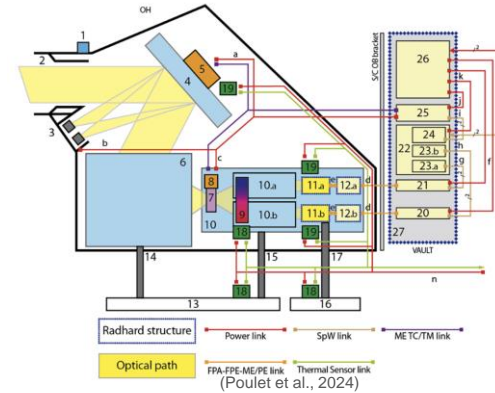 OH
S/C OB bracket
1
2
3
4
5
a
19
26
k
j
25
i
24
22
23.b
h
23.a
g
f
b
c
6
19
8
7
10
9
10.a
10.b
11.a
e
12.a
d
21
11.b
e
12.b
d
20
27
VAULT
18
19
14
15
17
n
18
18
13
16
Radhard structure
Power link
SpW link
ME TC/TM link
Optical path
FPA-FPE-ME/PE link
Thermal Sensor link
(Poulet et al., 2024)